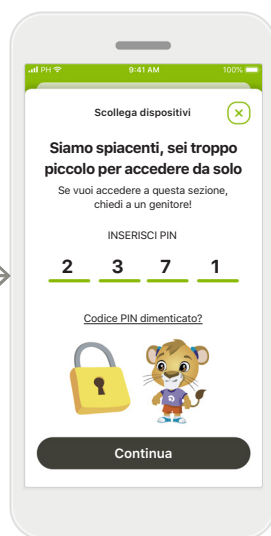 PH 9:41 AM 100%
Scollega dispositivi
Siamo spiacenti, sei troppo
piccolo per accedere da solo
Se vuoi accedere a questa sezione,
chiedi a un genitore!
INSERISCI PIN
2 3 7 1
Codice PIN dimenticato?
Continua